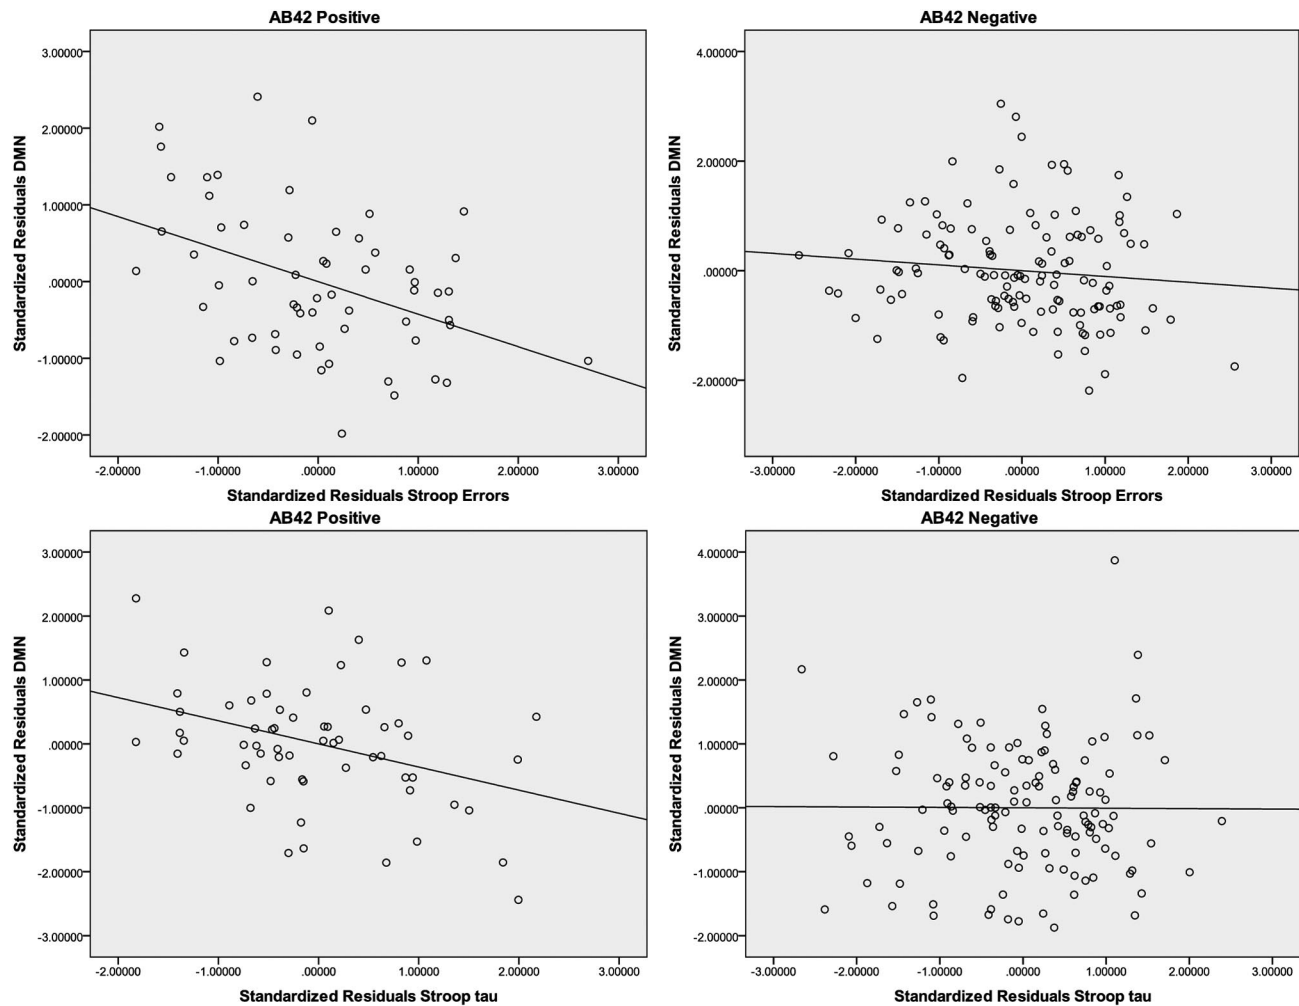 AB42 Positive
3.00000
2.00000
1.00000
.00000
-1.00000
-2.00000
Standardized Residuals DMN
-2.00000 -1.00000 .00000 1.00000 2.00000 3.00000
Standardized Residuals Stroop Errors
AB42 Negative
4.00000
2.00000
.00000
-2.00000
Standardized Residuals DMN
-3.00000 -2.00000 -1.00000 .00000 1.00000 2.00000 3.00000
Standardized Residuals Stroop Errors
AB42 Positive
3.00000
2.00000
1.00000
.00000
-1.00000
-2.00000
-3.00000
Standardized Residuals DMN
-2.00000 -1.00000 .00000 1.00000 2.00000 3.00000
Standardized Residuals Stroop tau
AB42 Negative
4.00000
3.00000
2.00000
1.00000
.00000
-1.00000
-2.00000
Standardized Residuals DMN
-3.00000 -2.00000 -1.00000 .00000 1.00000 2.00000 3.00000
Standardized Residuals Stroop tau